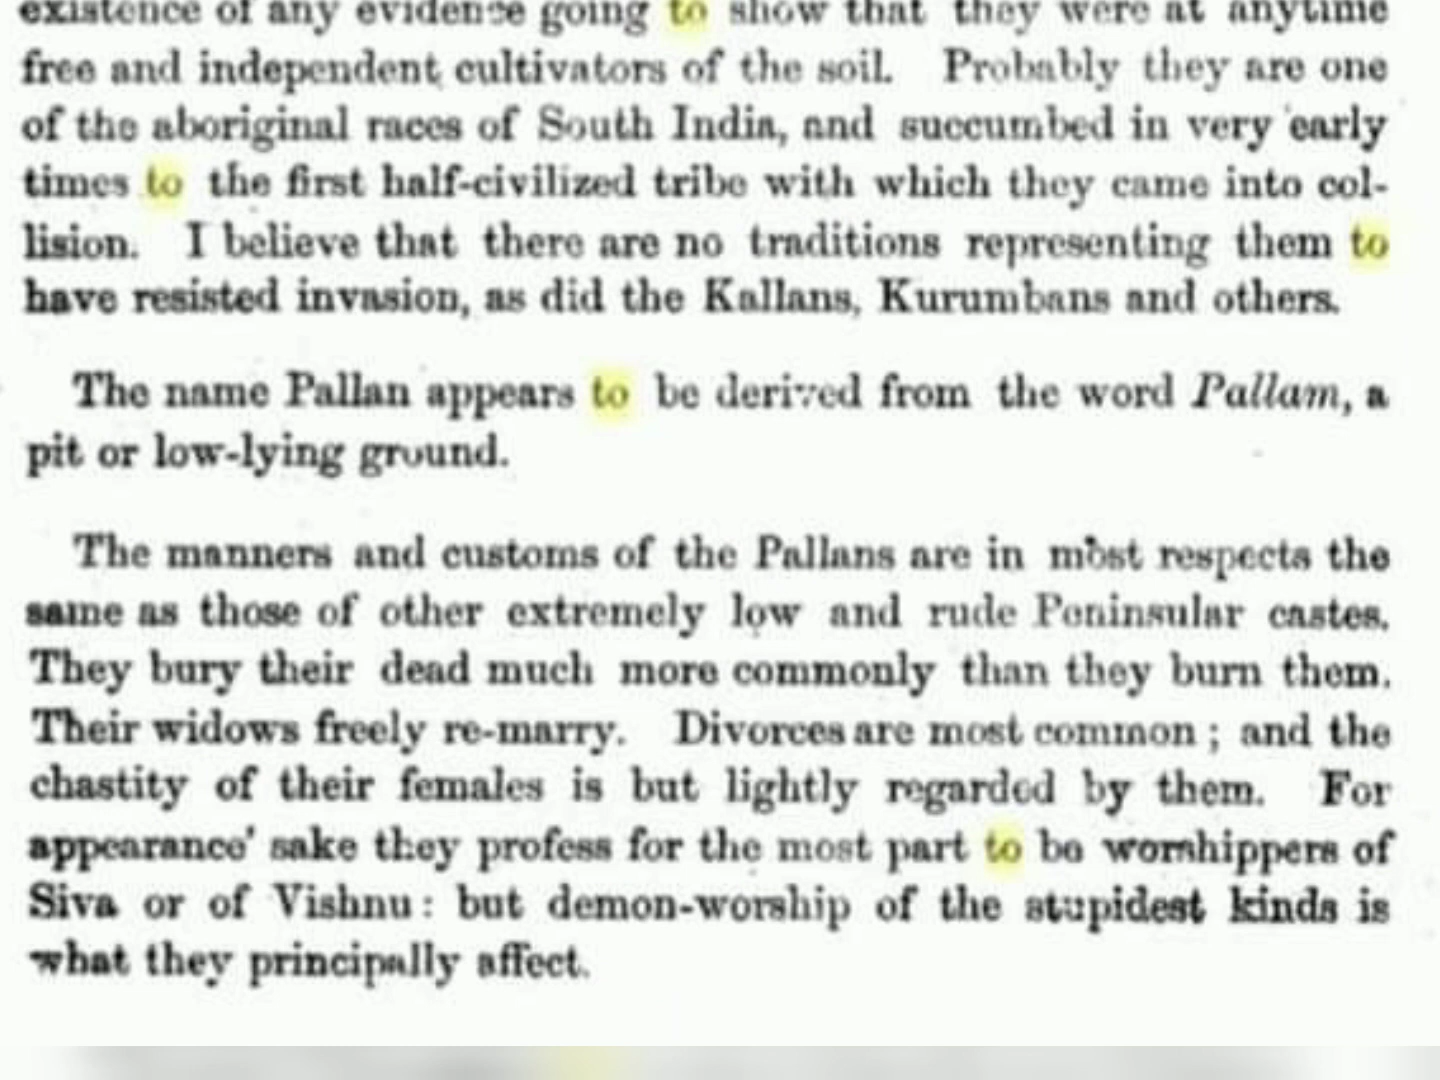 existence of any evidence going to show that they were at anytime
free and independent cultivators of the soil. Probably they are one
of the aboriginal races of South India, and succumbed in very early
times to the first half-civilized tribe with which they came into col-
lision. I believe that there are no traditions representing them to
have resisted invasion, as did the Kallans, Kurumbans and others.
The name Pallan appears to be derived from the word Pallam, a
pit or low-lying ground.
The manners and customs of the Pallans are in most respects the
same as those of other extremely low and rude Peninsular castes.
They bury their dead much more commonly than they burn them.
Their widows freely re-marry. Divorces are most common ; and the
chastity of their females is but lightly regarded by them. For
appearance' sake they profess for the most part to be worshippers of
Siva or of Vishnu : but demon-worship of the stupidest kinds is
what they principally affect.